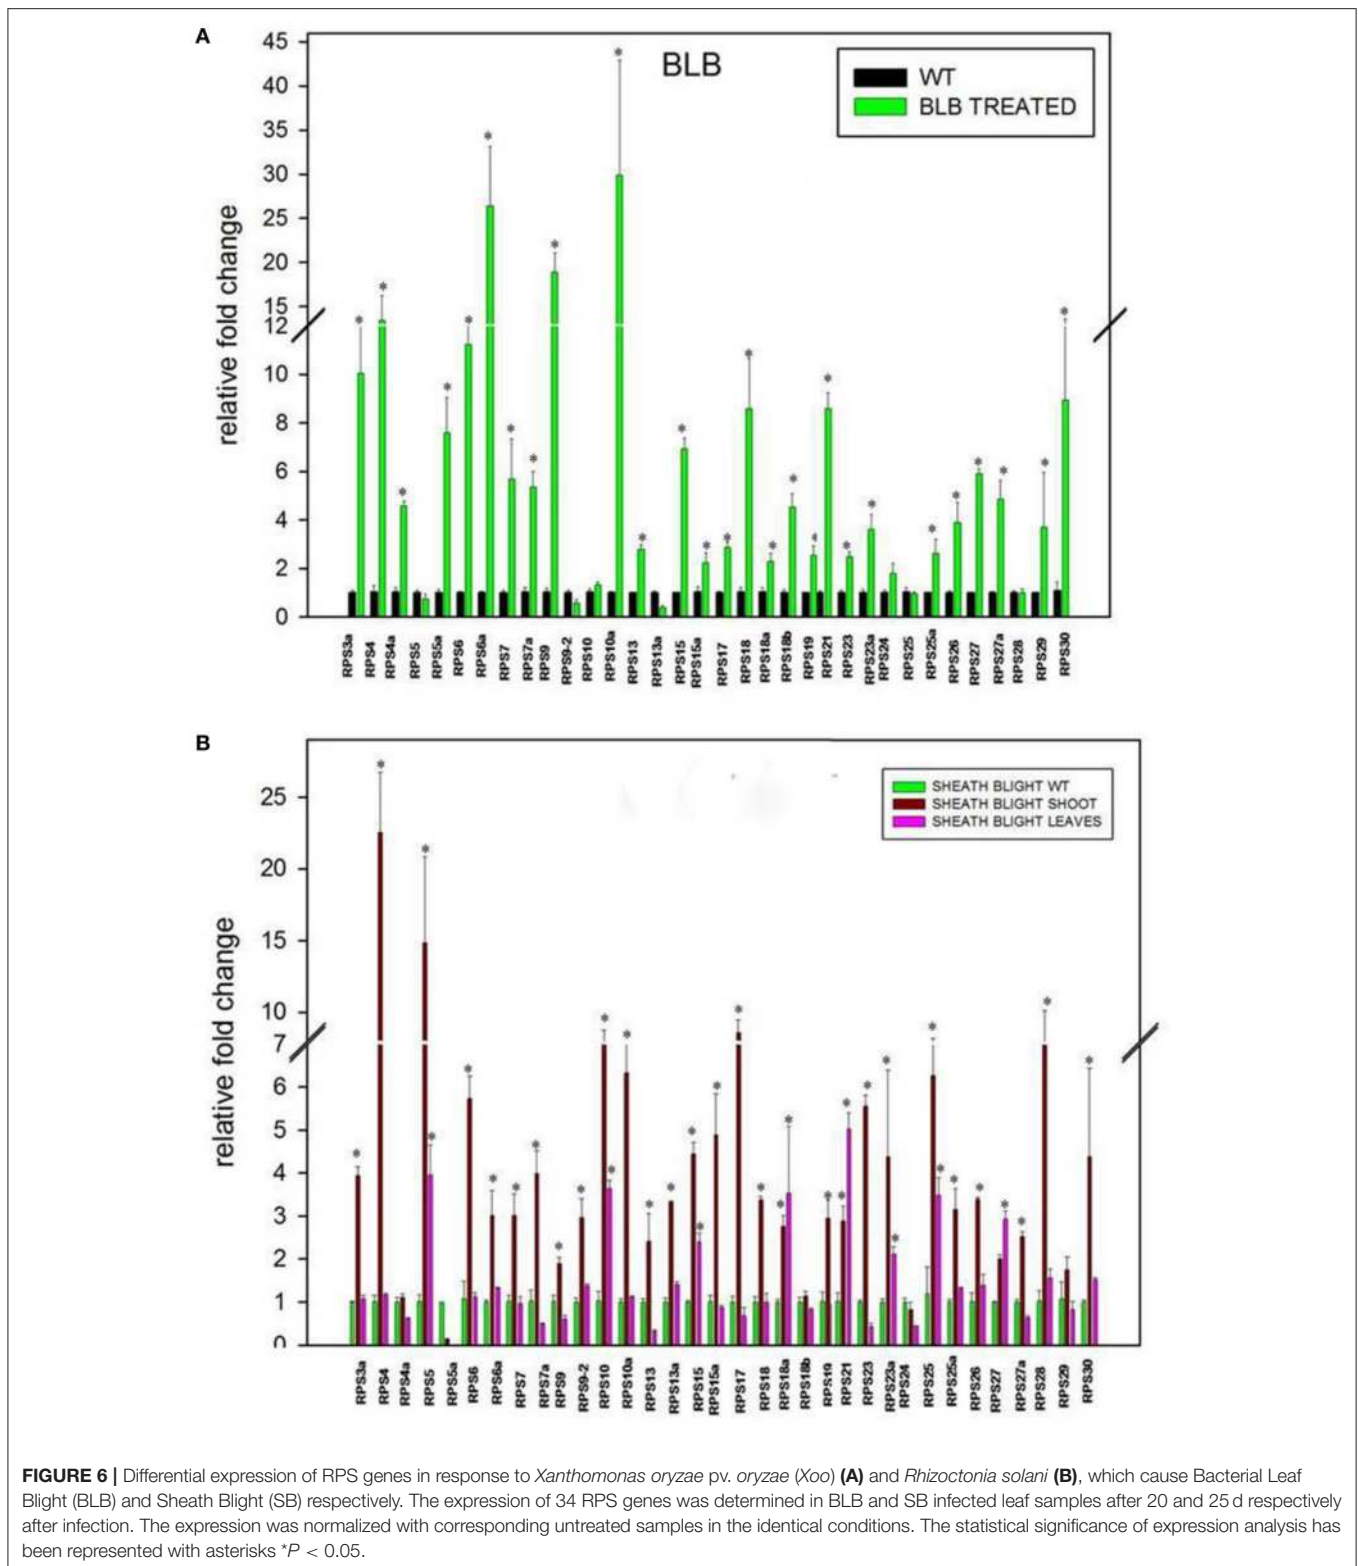 A
BLB
WT
BLB TREATED
relative fold change
45
40
35
30
25
20
15
12
10
8
6
4
2
0
RPS3a
RPS4
RPS4a
RPS5
RPS5a
RPS6
RPS6a
RPS7
RPS7a
RPS9
RPS9-2
RPS10
RPS10a
RPS13
RPS13a
RPS15
RPS15a
RPS17
RPS18
RPS18a
RPS18b
RPS19
RPS21
RPS23
RPS23a
RPS24
RPS25
RPS25a
RPS26
RPS27
RPS27a
RPS28
RPS29
RPS30
B
SHEATH BLIGHT WT
SHEATH BLIGHT SHOOT
SHEATH BLIGHT LEAVES
relative fold change
25
20
15
10
7
6
5
4
3
2
1
0
RPS3a
RPS4
RPS4a
RPS5
RPS5a
RPS6
RPS6a
RPS7
RPS7a
RPS9
RPS9-2
RPS10
RPS10a
RPS13
RPS13a
RPS15
RPS15a
RPS17
RPS18
RPS18a
RPS18b
RPS19
RPS21
RPS23
RPS23a
RPS24
RPS25
RPS25a
RPS26
RPS27
RPS27a
RPS28
RPS29
RPS30
FIGURE 6 | Differential expression of RPS genes in response to Xanthomonas oryzae pv. oryzae (Xoo) (A) and Rhizoctonia solani (B), which cause Bacterial Leaf
Blight (BLB) and Sheath Blight (SB) respectively. The expression of 34 RPS genes was determined in BLB and SB infected leaf samples after 20 and 25 d respectively
after infection. The expression was normalized with corresponding untreated samples in the identical conditions. The statistical significance of expression analysis has
been represented with asterisks *P < 0.05.